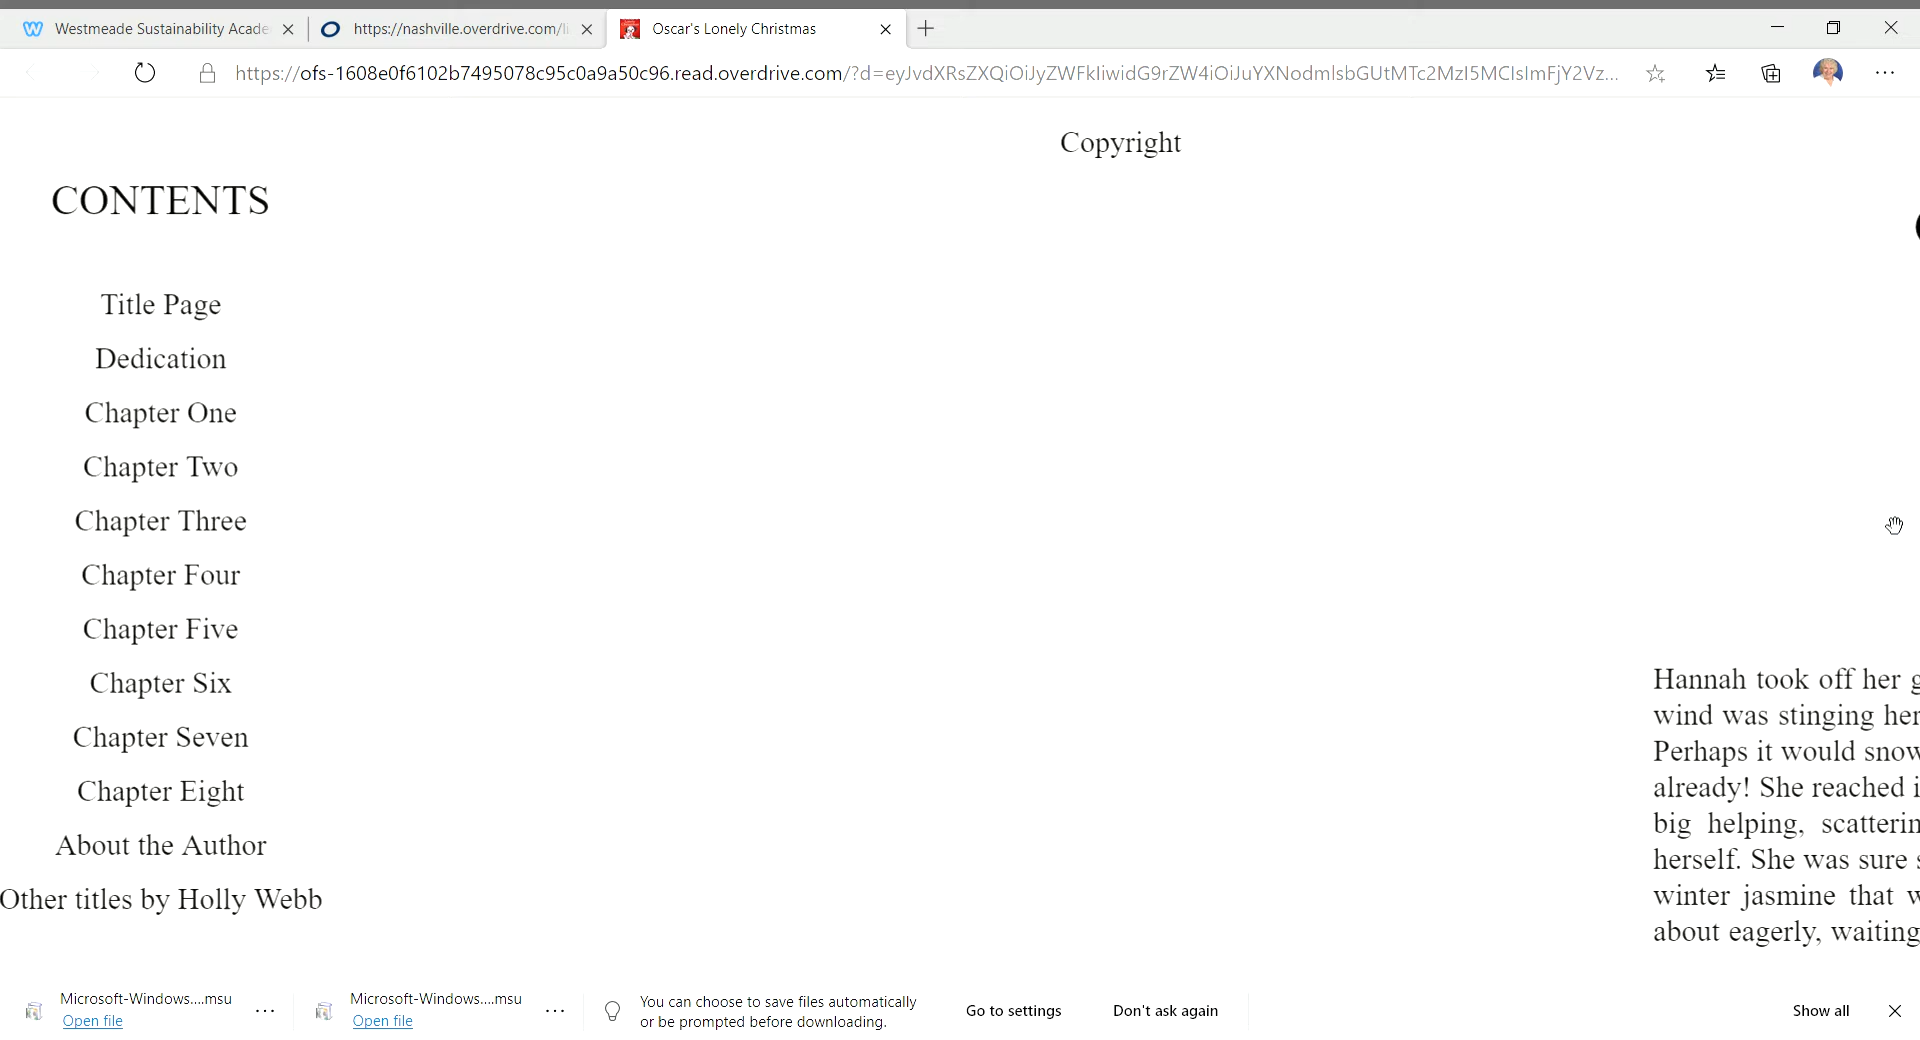 Westmeade Sustainability Acade
https://nashville.overdrive.com/li
Oscar's Lonely Christmas
https://ofs-1608e0f6102b7495078c95c0a9a50c96.read.overdrive.com/?d=eyJvdXRsZXQiOiJyZWFkIiwidG9rZW4iOiJuYXNodmlsbGUtMTc2MzI5MCIsImFjY2Vz...
Copyright
CONTENTS
Title Page
Dedication
Chapter One
Chapter Two
Chapter Three
Chapter Four
Chapter Five
Chapter Six
Chapter Seven
Chapter Eight
About the Author
Other titles by Holly Webb
Hannah took off her g
wind was stinging her
Perhaps it would snow
already! She reached i
big helping, scatterin
herself. She was sure s
winter jasmine that w
about eagerly, waiting
Microsoft-Windows....msu
Open file
Microsoft-Windows....msu
Open file
You can choose to save files automatically
or be prompted before downloading.
Go to settings
Don't ask again
Show all